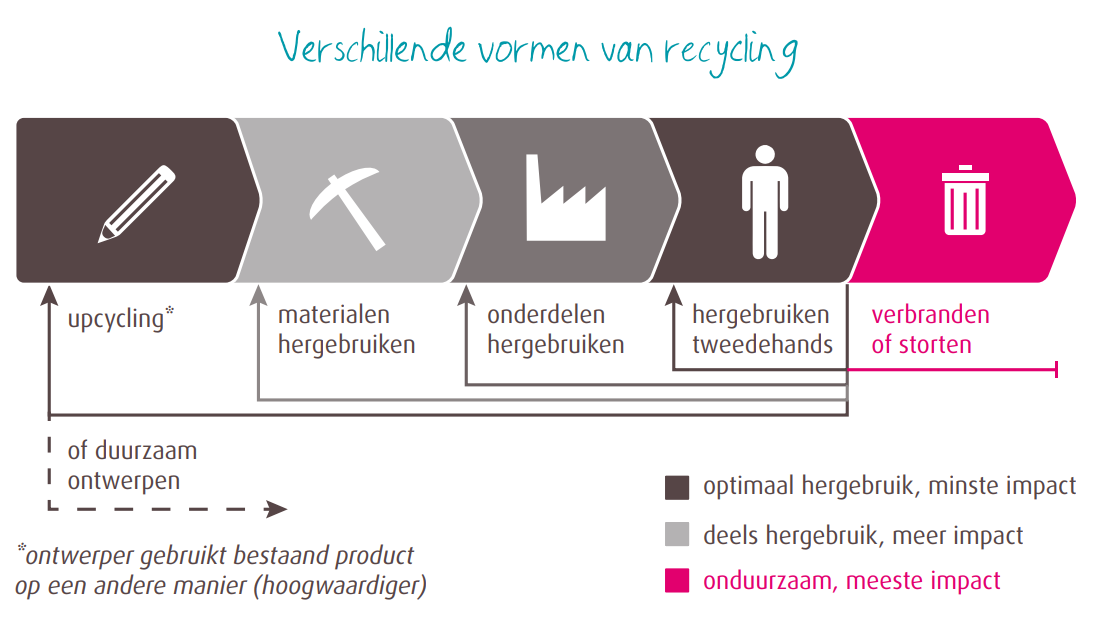 Verschillende vormen van recycling
upcycling*
materialen
hergebruiken
onderdelen
hergebruiken
hergebruiken
tweedehands
verbranden
of storten
of duurzaam
ontwerpen
*ontwerper gebruikt bestaand product
op een andere manier (hoogwaardiger)
optimaal hergebruik, minste impact
deels hergebruik, meer impact
onduurzaam, meeste impact